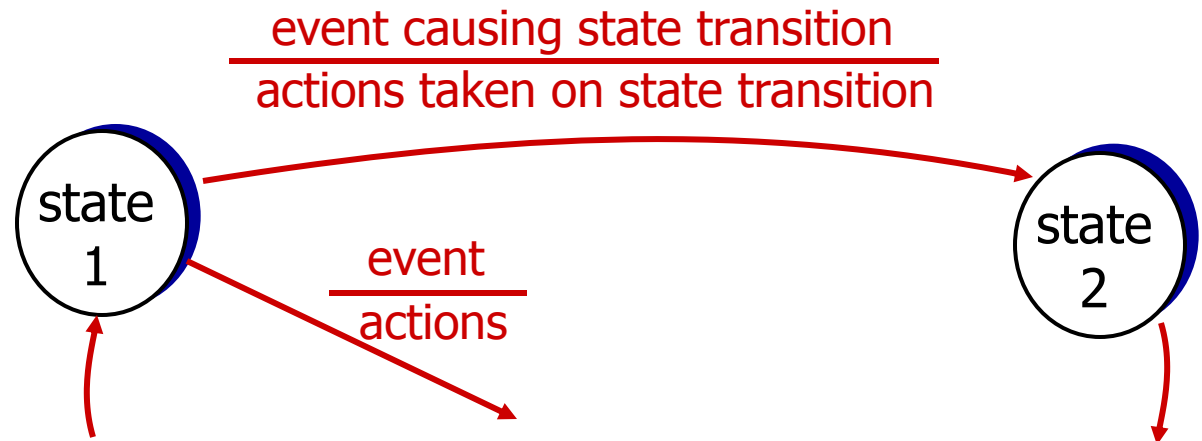 event causing state transition
actions taken on state transition
state
1
event
actions
state
2